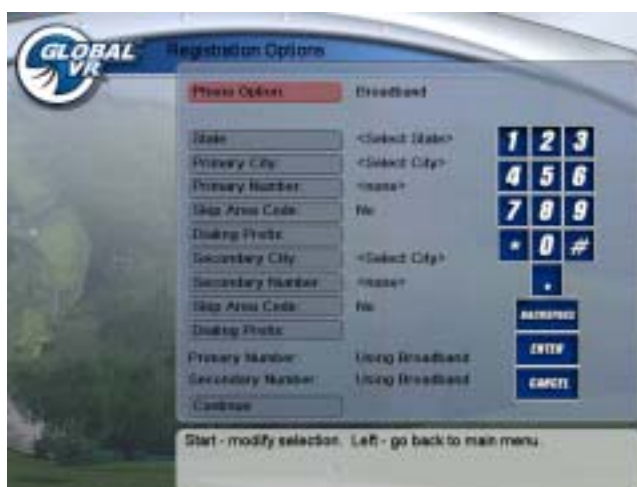 GLOBAL VR
Registration Options
Phone Option: Broadband
State: <Select State>
Primary City: <Select City>
Primary Number: <none>
Skip Area Code: No
Dialing Prefix:
Secondary City: <Select City>
Secondary Number: <none>
Skip Area Code: No
Dialing Prefix:
Primary Number: Using Broadband
Secondary Number: Using Broadband
Continue
1 2 3
4 5 6
7 8 9
* 0 #
.
BACKSPACE
ENTER
CANCEL
Start - modify selection. Left - go back to main menu.